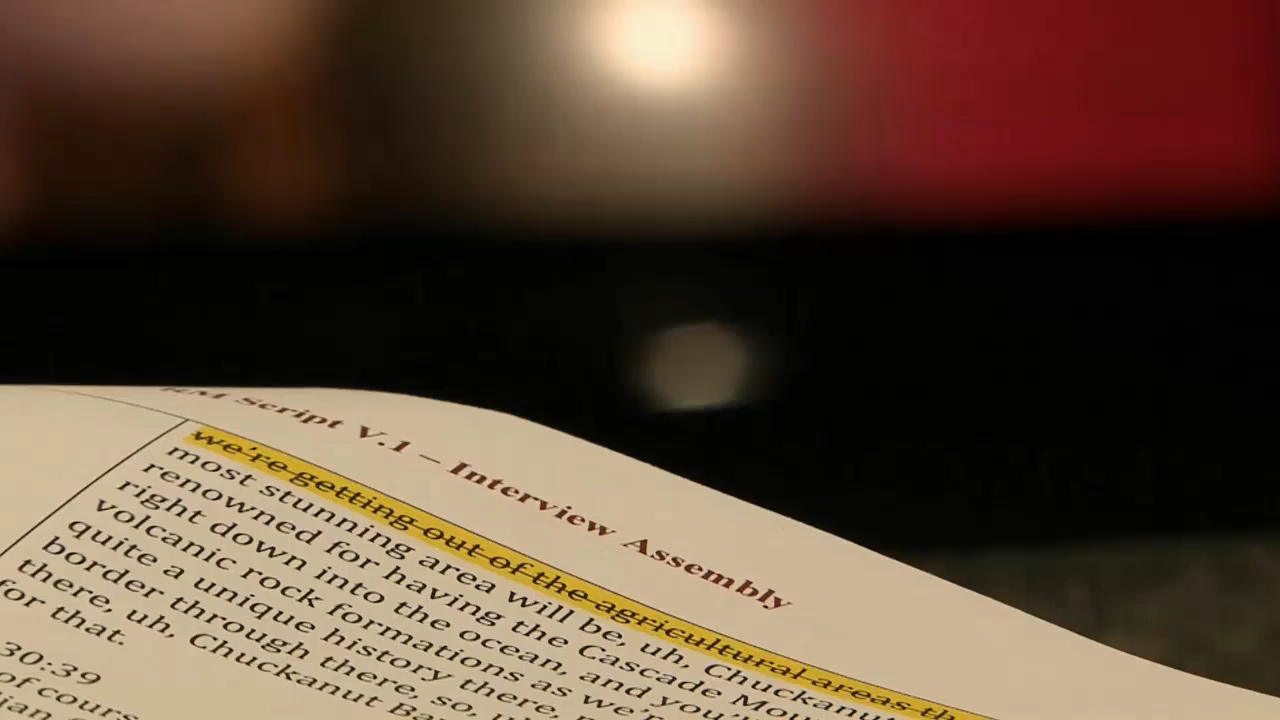 Script V.1 – Interview Assembly
we're getting out of the agricultural areas
most stunning area will be, uh, Chuckanut
renowned for having the Cascade
right down into the ocean, and
volcanic rock formations as we're
quite a unique history there,
border through there, so,
there, uh, Chuckanut
for that.
30:39
of